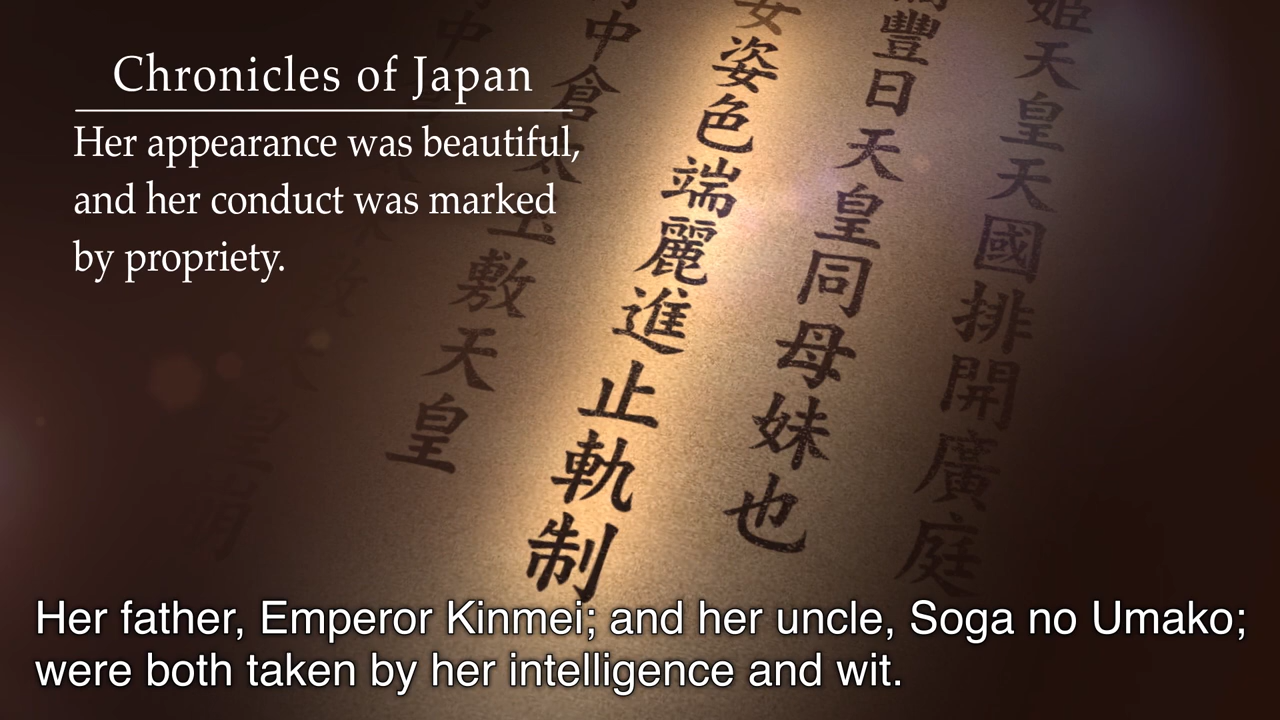 Chronicles of Japan
Her appearance was beautiful,
and her conduct was marked
by propriety.
姫天皇天國排開廣庭
豐日天皇同母妹也
姿色端麗進止軌制
中倉太玉敷天皇
Her father, Emperor Kinmei; and her uncle, Soga no Umako;
were both taken by her intelligence and wit.